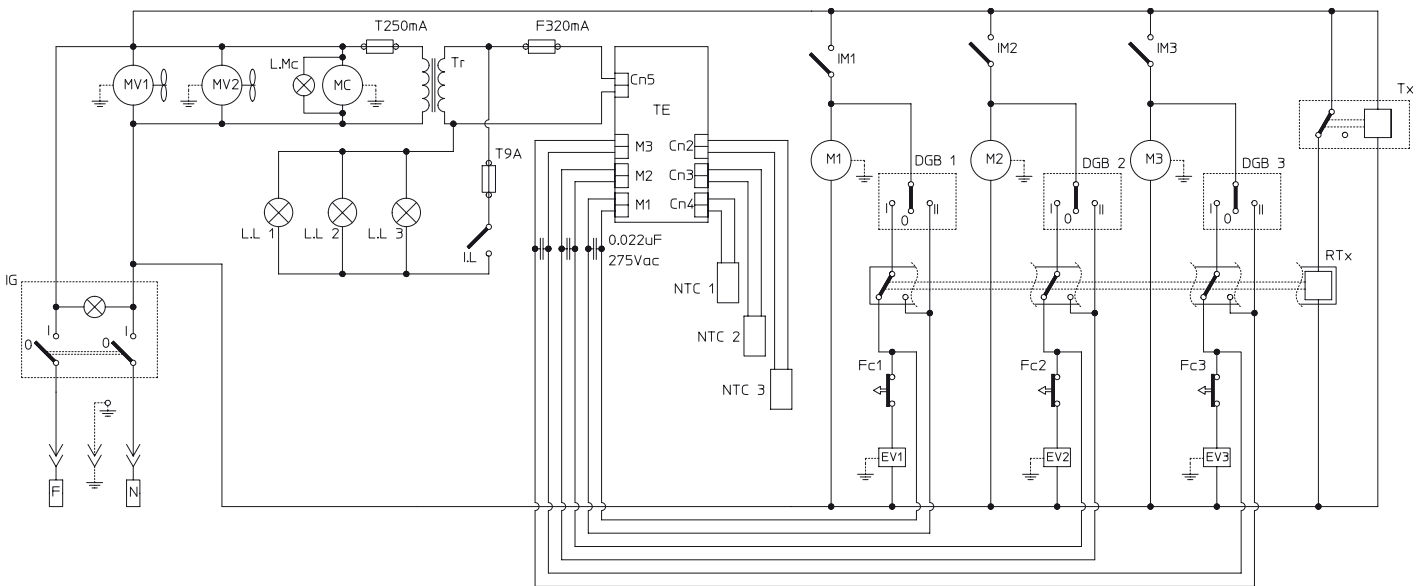 T250mA
F320mA
IM1
IM2
IM3
Tx
L.Mc
MV1
MV2
MC
Tr
Cn5
TE
M3
Cn2
M2
Cn3
M1
Cn4
T9A
M1
M2
M3
DGB 1
DGB 2
DGB 3
I
0
II
I
0
II
I
0
II
L.L 1
L.L 2
L.L 3
I.L
0.022uF
275Vac
NTC 1
NTC 2
NTC 3
RTx
IG
I
I
0
0
Fc1
Fc2
Fc3
EV1
EV2
EV3
F
N